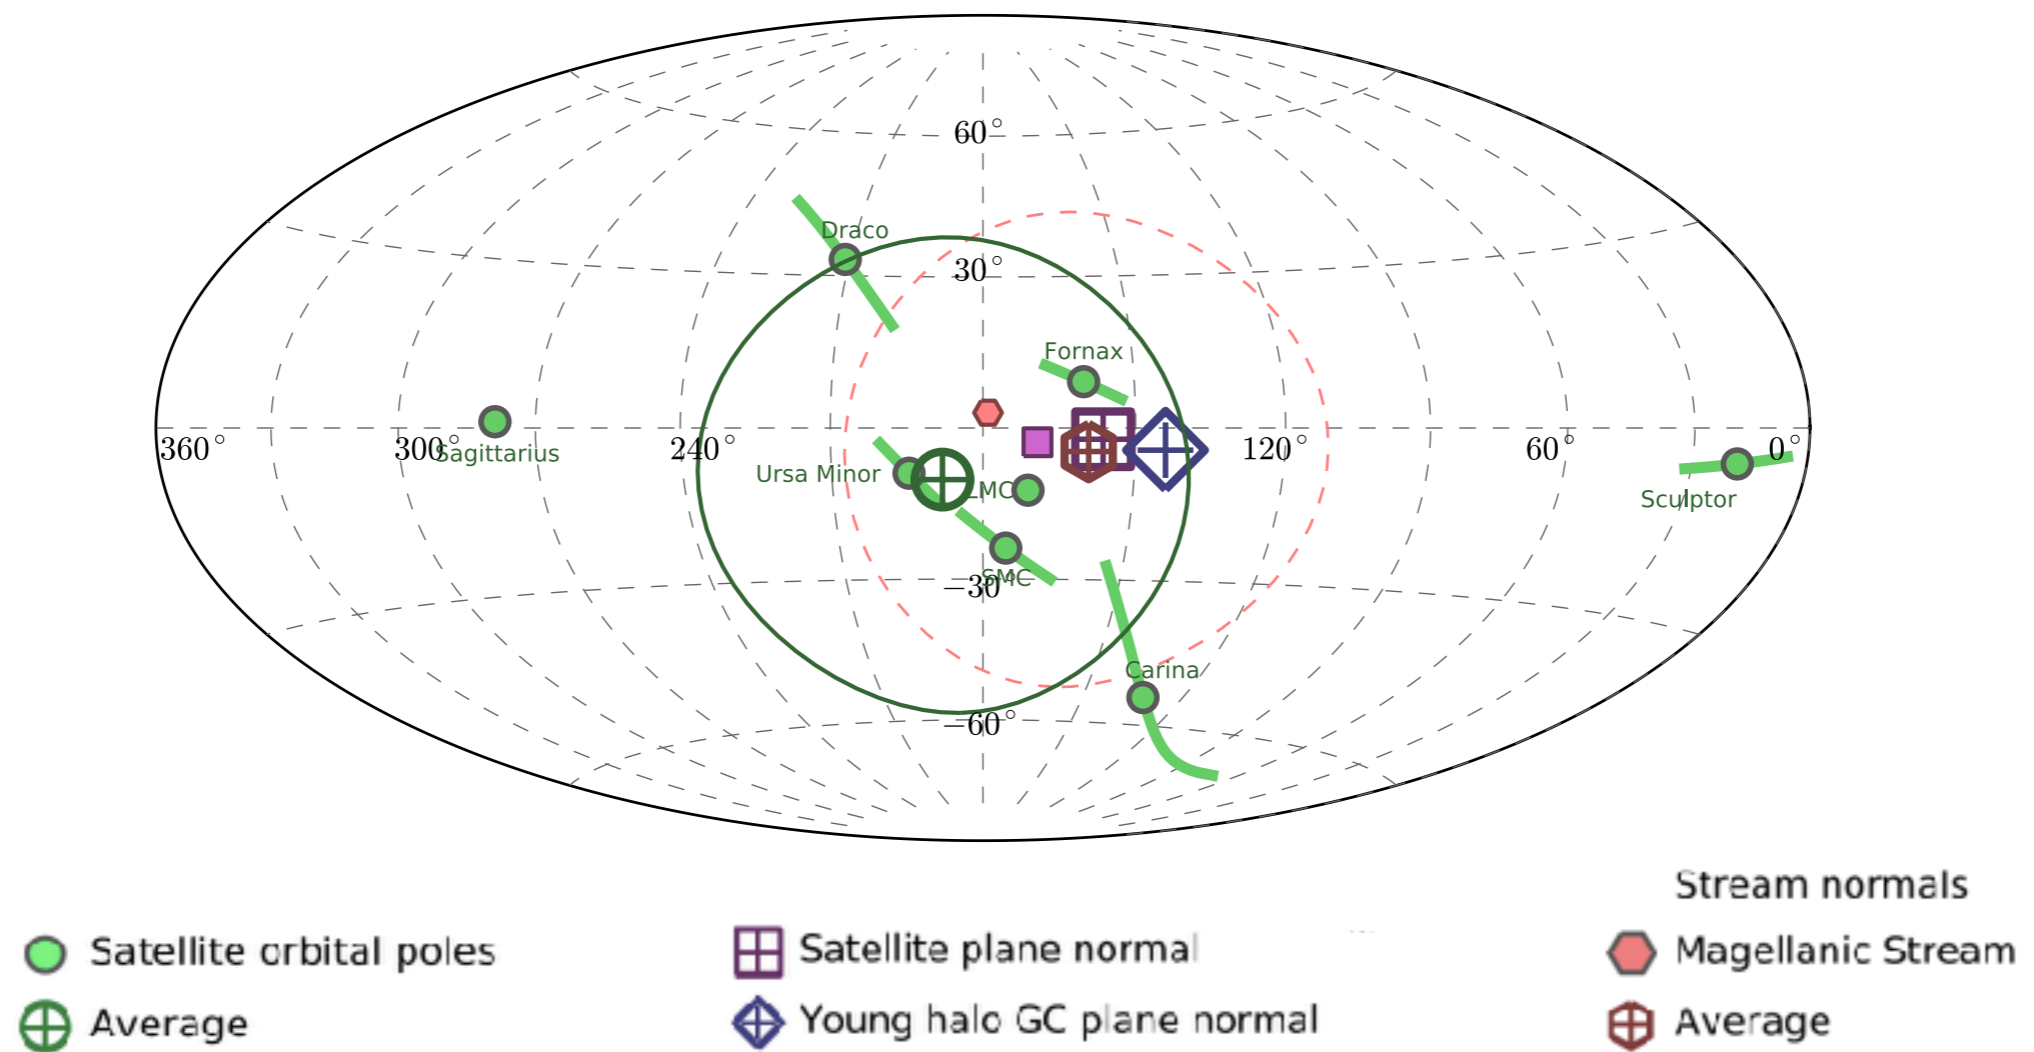 60°
Draco
30°
Fornax
360°
300°
240°
120°
60°
0°
Sagittarius
Ursa Minor
LMC
Sculptor
SMC
−30°
Carina
−60°
Stream normals
Satellite orbital poles
Satellite plane normal
Magellanic Stream
Average
Young halo GC plane normal
Average